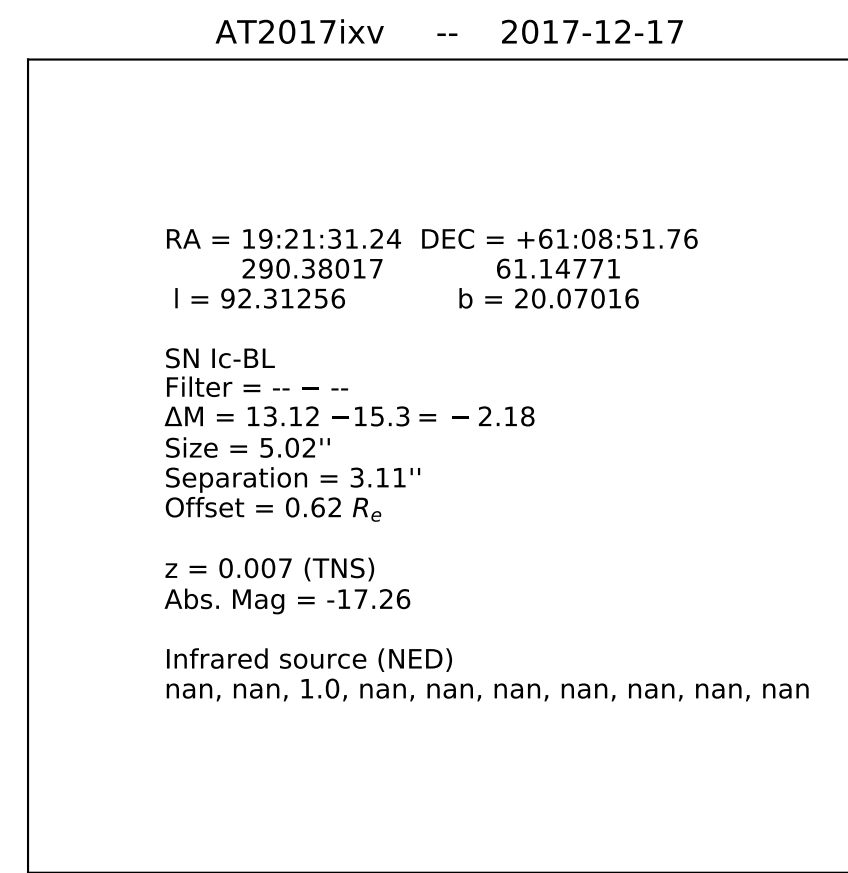 AT2017ixv -- 2017-12-17
RA = 19:21:31.24 DEC = +61:08:51.76
290.38017 61.14771
l = 92.31256 b = 20.07016
SN Ic-BL
Filter = -- − --
ΔM = 13.12 −15.3 = − 2.18
Size = 5.02''
Separation = 3.11''
Offset = 0.62 Rₑ
z = 0.007 (TNS)
Abs. Mag = -17.26
Infrared source (NED)
nan, nan, 1.0, nan, nan, nan, nan, nan, nan, nan